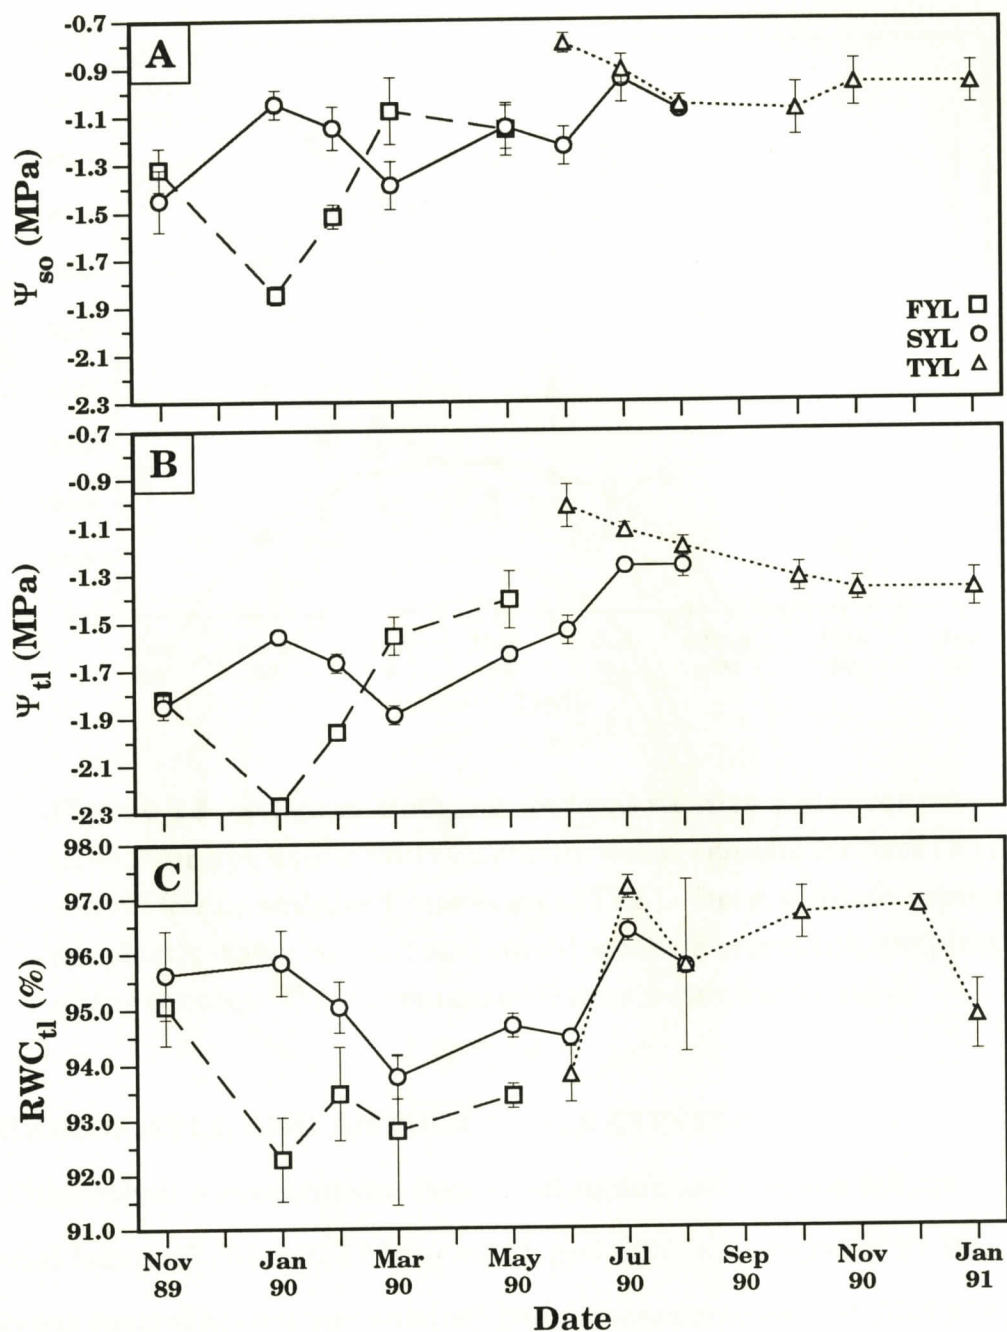 A
-0.7
-0.9
-1.1
-1.3
-1.5
-1.7
-1.9
-2.1
-2.3
Ψso (MPa)
FYL
SYL
TYL
B
-0.7
-0.9
-1.1
-1.3
-1.5
-1.7
-1.9
-2.1
-2.3
Ψtl (MPa)
C
98.0
97.0
96.0
95.0
94.0
93.0
92.0
91.0
RWCtl (%)
Nov 89
Jan 90
Mar 90
May 90
Jul 90
Sep 90
Nov 90
Jan 91
Date